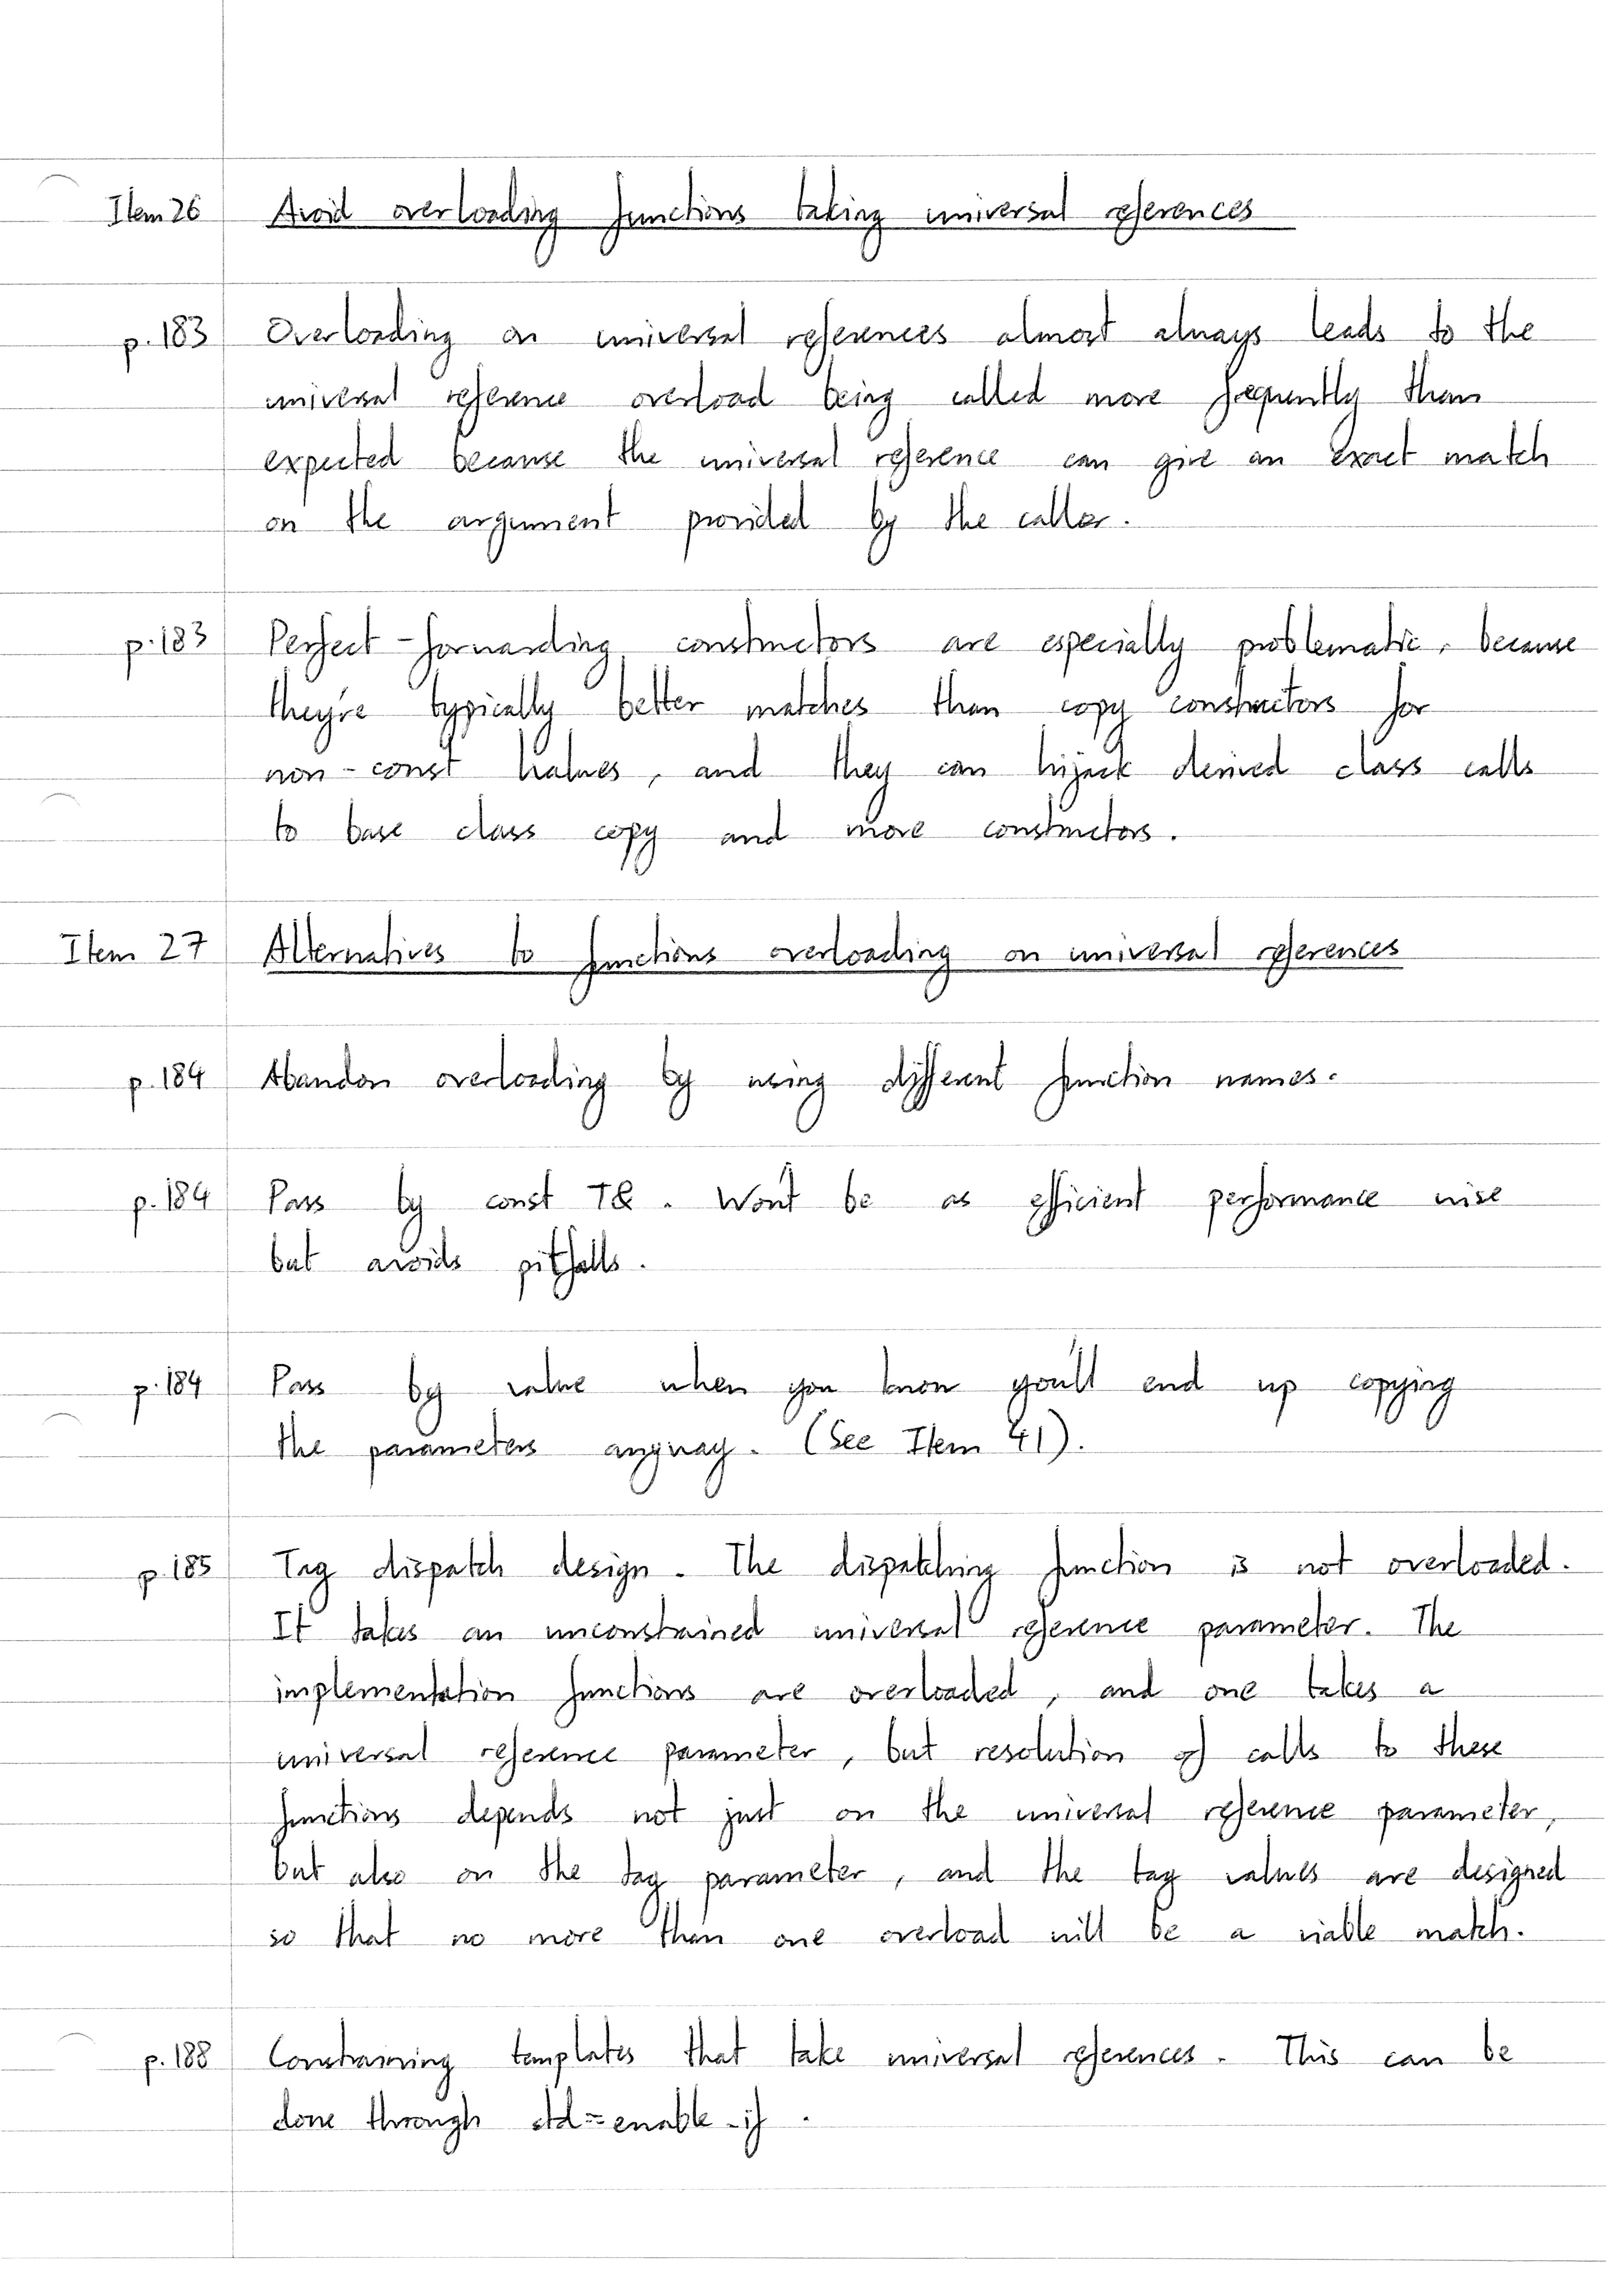 Item 26 Avoid overloading functions taking universal references
p. 183 Overloading on universal references almost always leads to the
universal reference overload being called more frequently than
expected because the universal reference can give an exact match
on the argument provided by the caller.
p. 183 Perfect-forwarding constructors are especially problematic, because
they're typically better matches than copy constructors for
non-const lvalues, and they can hijack derived class calls
to base class copy and move constructors.
Item 27 Alternatives to functions overloading on universal references
p. 184 Abandon overloading by using different function names.
p. 184 Pass by const T&. Won't be as efficient performance wise
but avoids pitfalls.
p. 184 Pass by value when you know you'll end up copying
the parameters anyway. (See Item 41).
p. 185 Tag dispatch design. The dispatching function is not overloaded.
It takes an unconstrained universal reference parameter. The
implementation functions are overloaded, and one takes a
universal reference parameter, but resolution of calls to these
functions depends not just on the universal reference parameter,
but also on the tag parameter, and the tag values are designed
so that no more than one overload will be a viable match.
p. 188 Constraining templates that take universal references. This can be
done through std::enable_if.